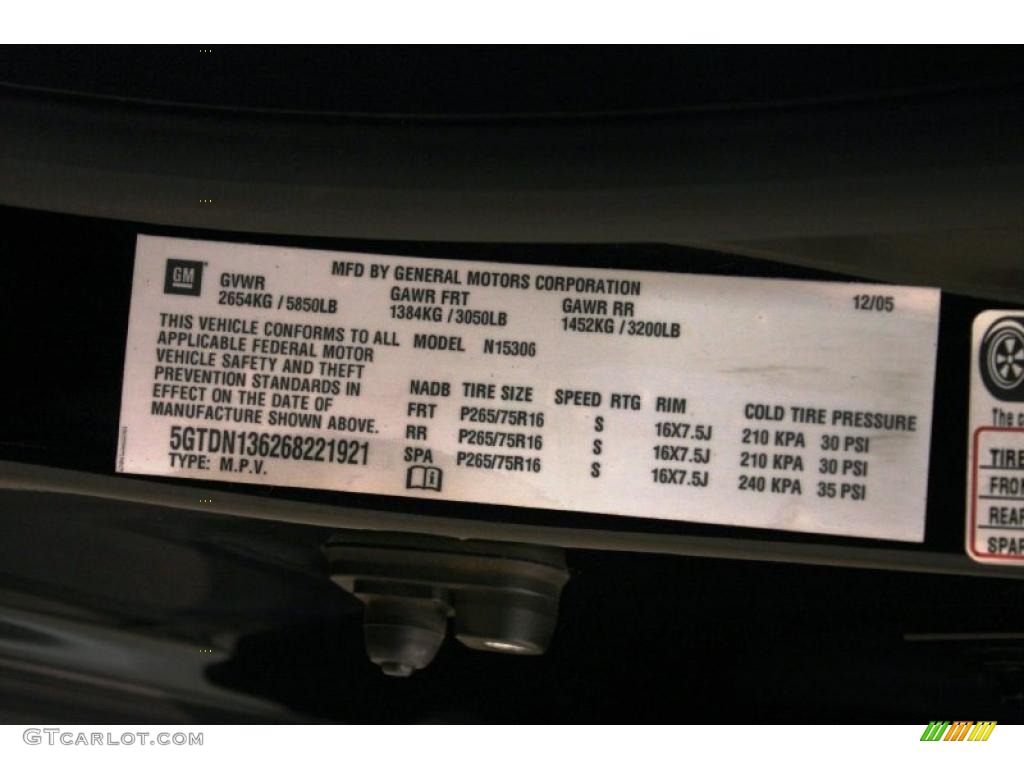 GM
MFD BY GENERAL MOTORS CORPORATION
12/05
GVWR GAWR FRT GAWR RR
2654KG / 5850LB 1384KG / 3050LB 1452KG / 3200LB
THIS VEHICLE CONFORMS TO ALL
APPLICABLE FEDERAL MOTOR
VEHICLE SAFETY AND THEFT
PREVENTION STANDARDS IN
EFFECT ON THE DATE OF
MANUFACTURE SHOWN ABOVE.
5GTDN136268221921
TYPE: M.P.V.
MODEL N15306
NADB TIRE SIZE SPEED RTG RIM COLD TIRE PRESSURE
FRT P265/75R16 S 16X7.5J 210 KPA 30 PSI
RR P265/75R16 S 16X7.5J 210 KPA 30 PSI
SPA P265/75R16 S 16X7.5J 240 KPA 35 PSI
The
TIRE
SPAR
GTCARLOT.COM